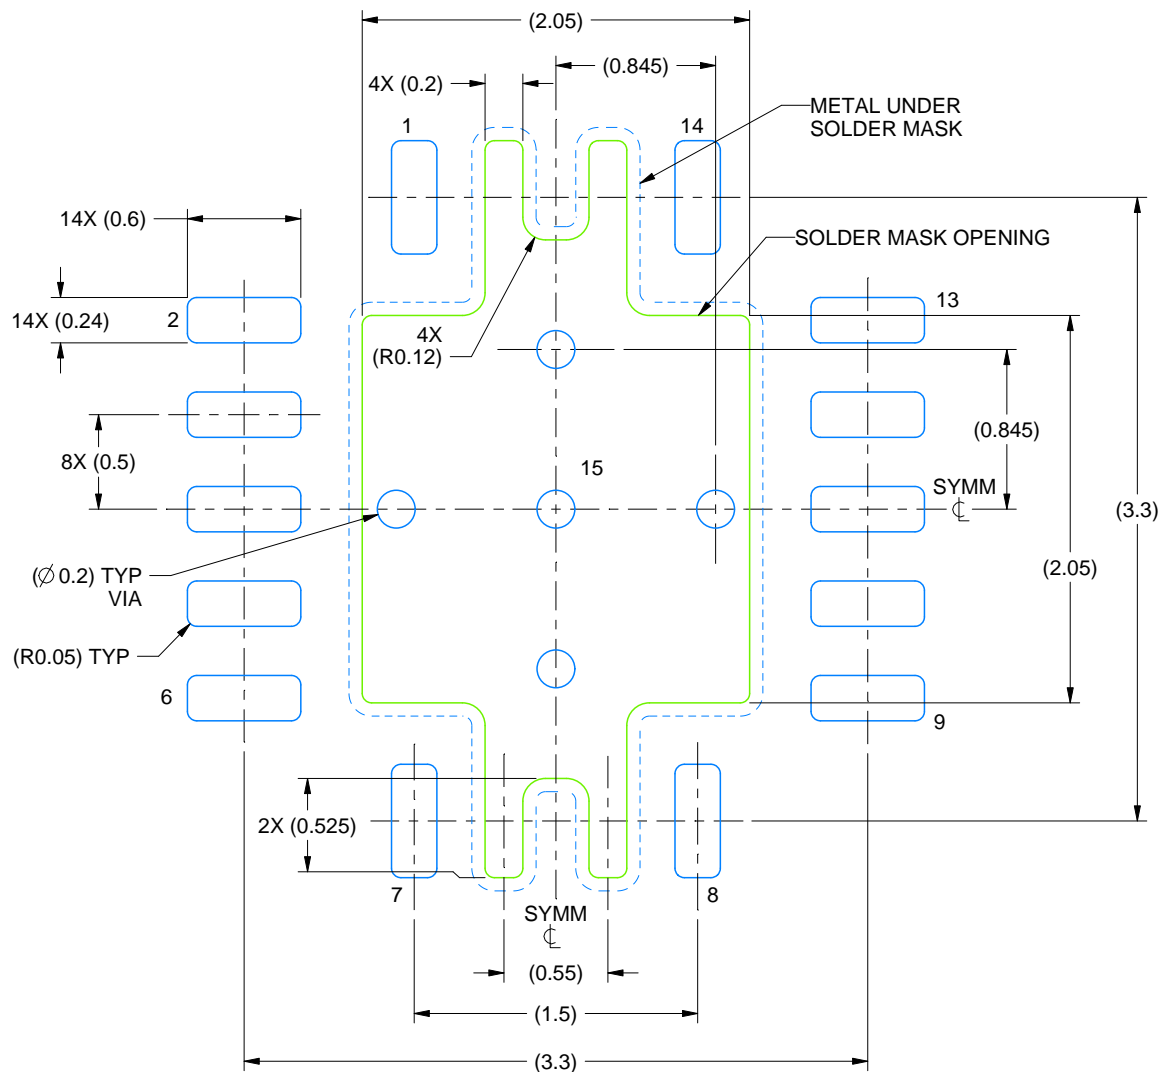 (2.05)
(0.845)
4X (0.2)
METAL UNDER
SOLDER MASK
1
14
14X (0.6)
SOLDER MASK OPENING
13
14X (0.24)
2
4X
(R0.12)
(0.845)
8X (0.5)
15
SYMM
℄
(3.3)
(2.05)
(∅ 0.2) TYP
VIA
(R0.05) TYP
6
9
2X (0.525)
7
8
SYMM
℄
(0.55)
(1.5)
(3.3)